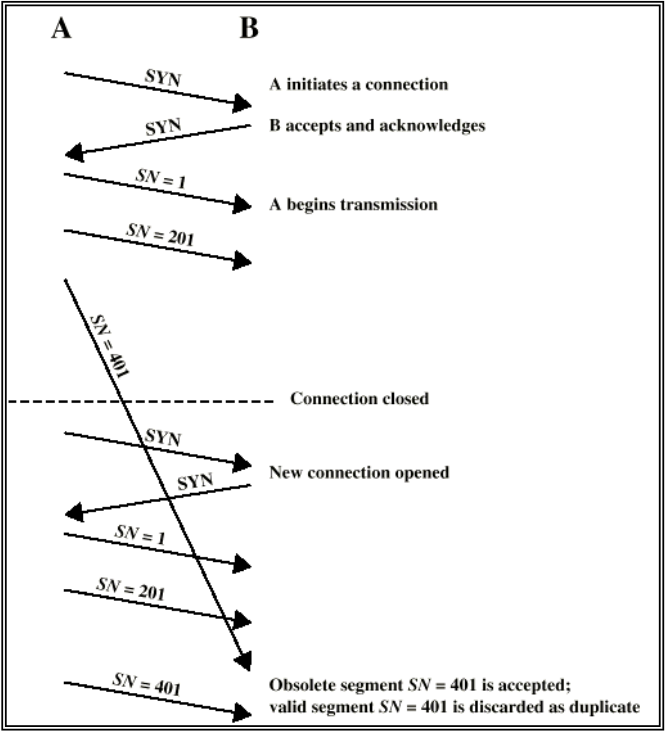 A B
SYN
A initiates a connection
SYN
B accepts and acknowledges
SN = 1
A begins transmission
SN = 201
SN = 401
Connection closed
SYN
New connection opened
SYN
SN = 1
SN = 201
SN = 401
Obsolete segment SN = 401 is accepted;
valid segment SN = 401 is discarded as duplicate